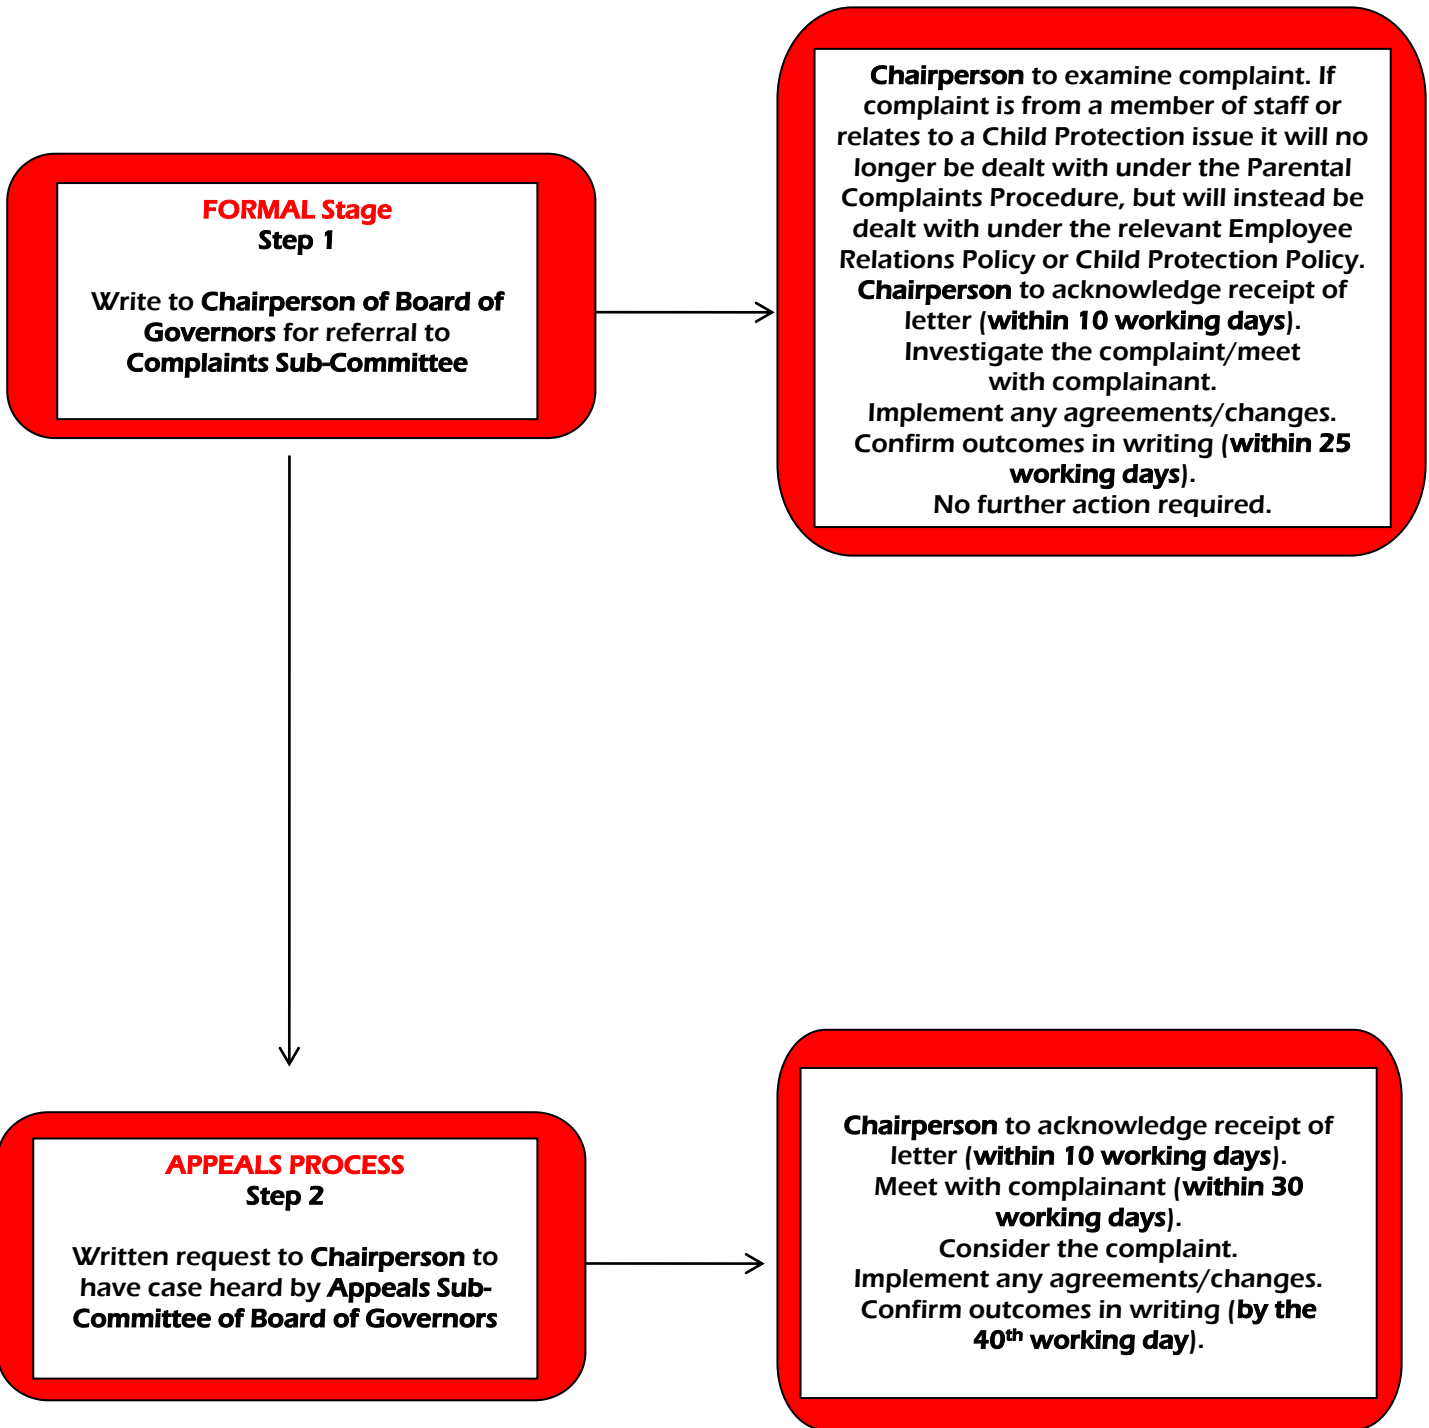 FORMAL Stage
Step 1
Write to Chairperson of Board of
Governors for referral to
Complaints Sub-Committee
Chairperson to examine complaint. If
complaint is from a member of staff or
relates to a Child Protection issue it will no
longer be dealt with under the Parental
Complaints Procedure, but will instead be
dealt with under the relevant Employee
Relations Policy or Child Protection Policy.
Chairperson to acknowledge receipt of
letter (within 10 working days).
Investigate the complaint/meet
with complainant.
Implement any agreements/changes.
Confirm outcomes in writing (within 25
working days).
No further action required.
APPEALS PROCESS
Step 2
Written request to Chairperson to
have case heard by Appeals Sub-
Committee of Board of Governors
Chairperson to acknowledge receipt of
letter (within 10 working days).
Meet with complainant (within 30
working days).
Consider the complaint.
Implement any agreements/changes.
Confirm outcomes in writing (by the
40th working day).